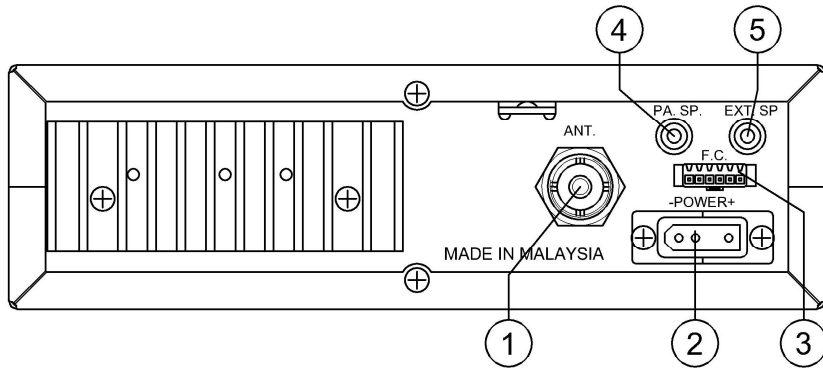 4 5
PA. SP. EXT. SP
ANT.
F.C.
-POWER+
MADE IN MALAYSIA
1 2 3